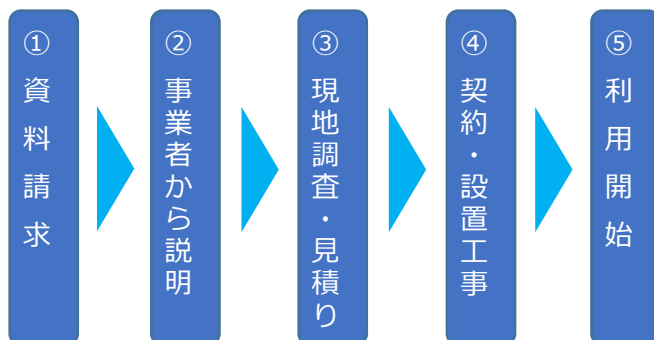 ①資料請求
②事業者から説明
③現地調査・見積り
④契約・設置工事
⑤利用開始